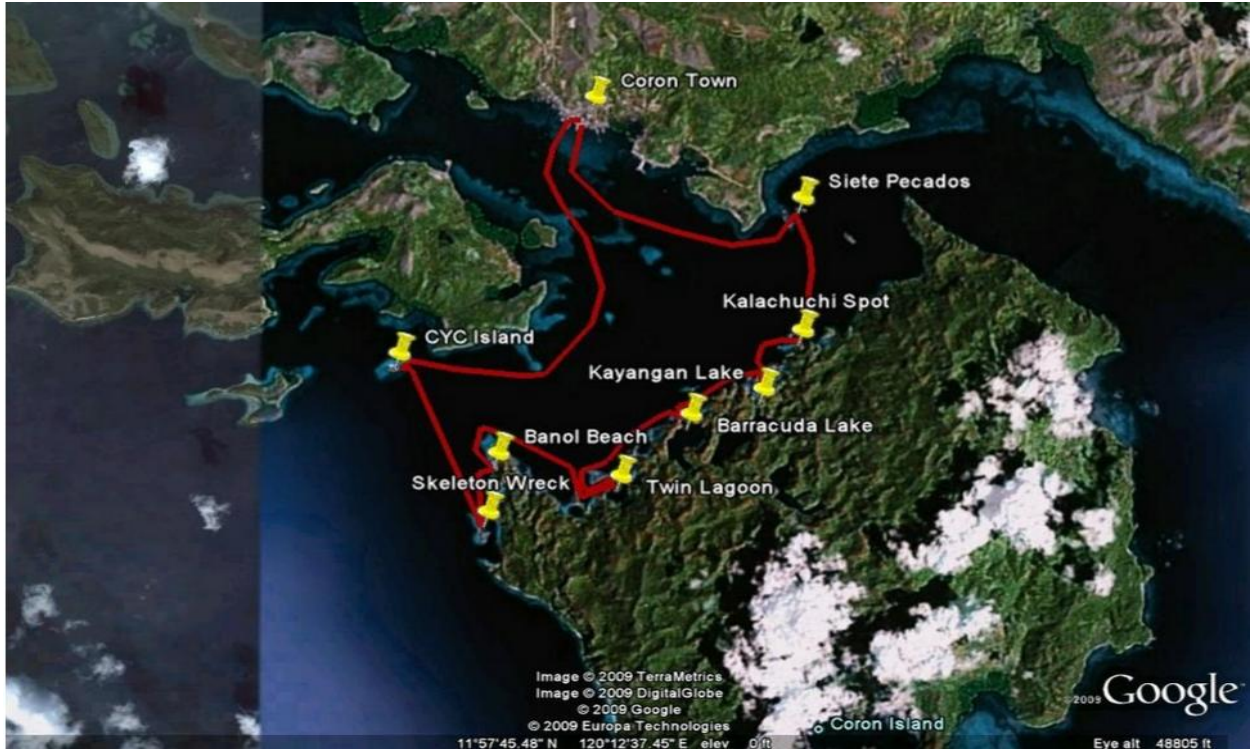 Coron Town
Siete Pecados
Kalachuchi Spot
CYC Island
Kayangan Lake
Barracuda Lake
Banol Beach
Skeleton Wreck
Twin Lagoon
Image © 2009 TerraMetrics
Image © 2009 DigitalGlobe
© 2009 Google
© 2009 Europa Technologies
©2009 Google
Coron Island
11°57'45.48" N 120°12'37.45" E elev 0 ft Eye alt 48805 ft